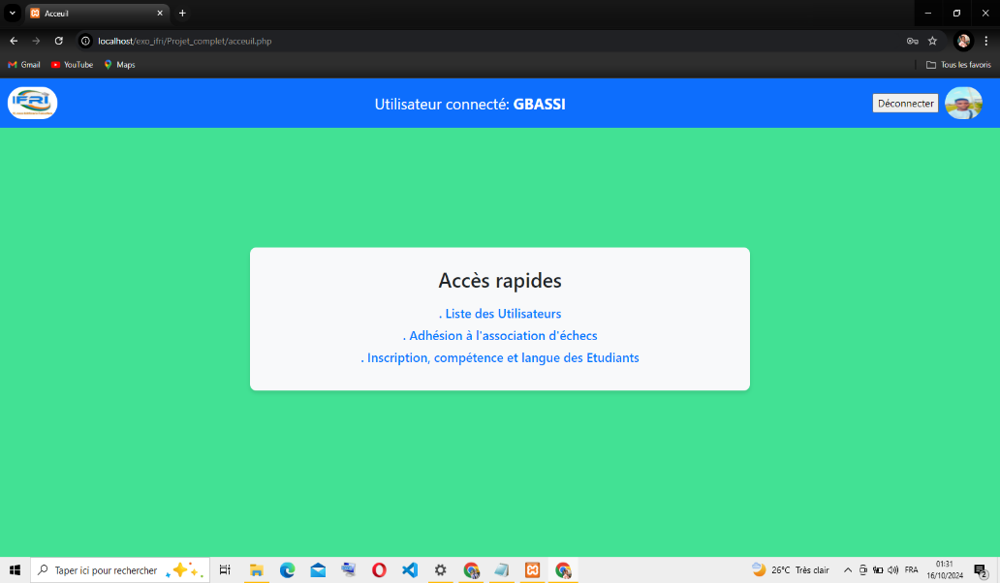 Acceuil
localhost/exo_ifri/Projet_complet/acceuil.php
Gmail
YouTube
Maps
Tous les favoris
IFRI
Utilisateur connecté: GBASSI
Déconnecter
Accès rapides
. Liste des Utilisateurs
. Adhésion à l'association d'échecs
. Inscription, compétence et langue des Etudiants
Taper ici pour rechercher
26°C Très clair
FRA
01:31
16/10/2024
2